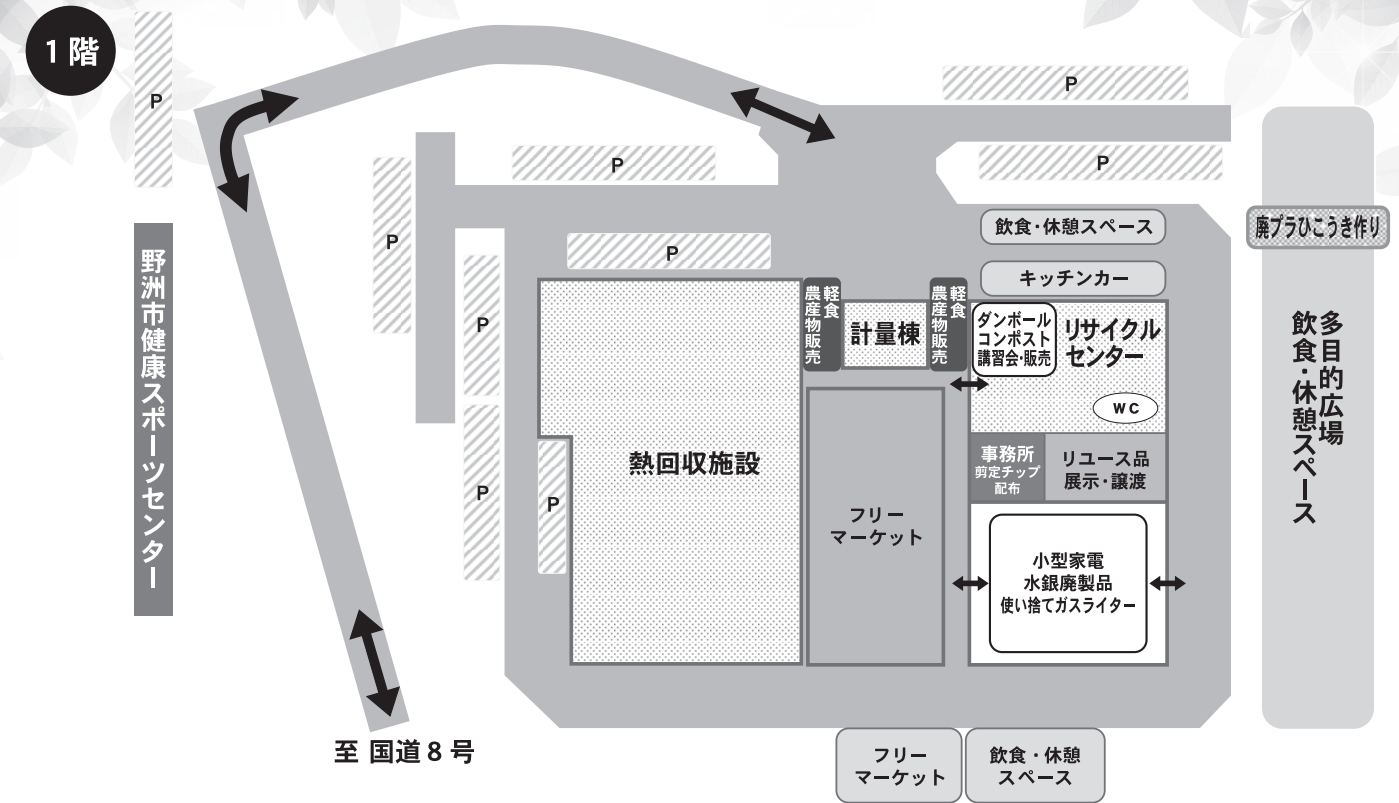 1階
P
P
P
P
P
P
P
P
P
野洲市健康スポーツセンター
飲食・休憩スペース
キッチンカー
廃プラひこうき作り
軽食
農産物販売
計量棟
軽食
農産物販売
ダンボール
コンポスト
講習会・販売
リサイクル
センター
WC
多目的広場
飲食・休憩スペース
熱回収施設
事務所
剪定チップ
配布
リユース品
展示・譲渡
フリー
マーケット
小型家電
水銀廃製品
使い捨てガスライター
至 国道8号
フリー
マーケット
飲食・休憩
スペース